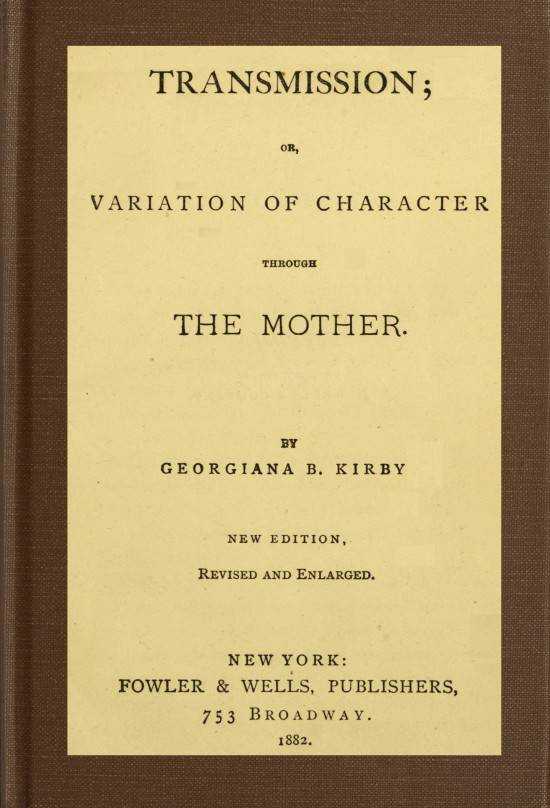 TRANSMISSION;
OR,
VARIATION OF CHARACTER
THROUGH
THE MOTHER.
BY
GEORGIANA B. KIRBY
NEW EDITION,
REVISED AND ENLARGED.
NEW YORK:
FOWLER & WELLS, PUBLISHERS,
753 BROADWAY.
1882.